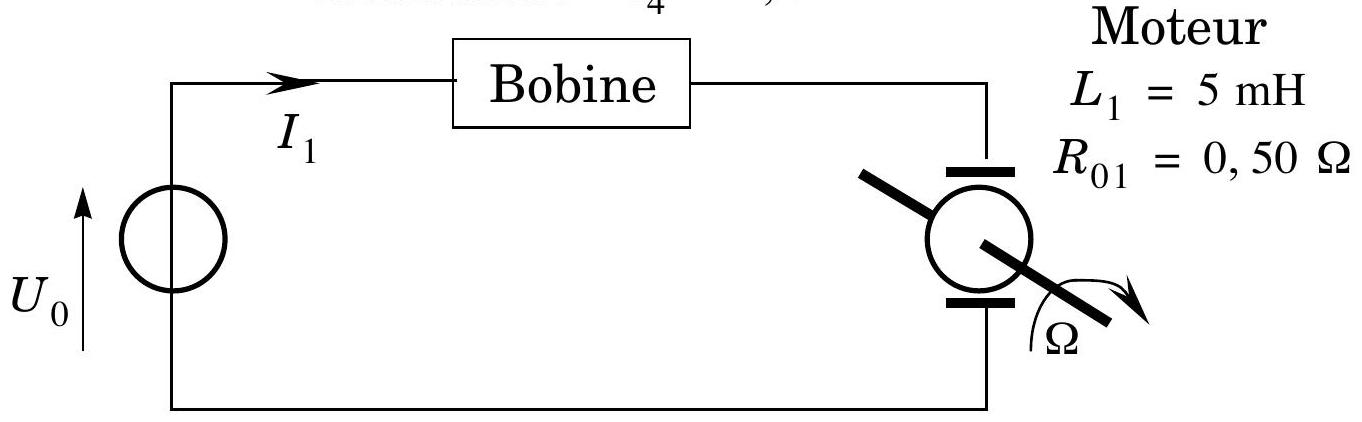 Moteur
L₁ = 5 mH
R₀₁ = 0,50 Ω
Bobine
I₁
U₀
Ω